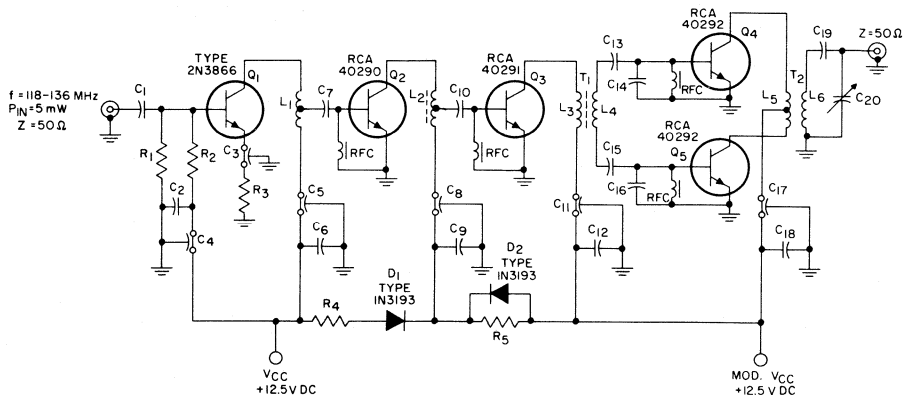 f = 118-136 MHz
P_IN = 5 mW
Z = 50 Ω
C1
R1
R2
C2
C4
TYPE
2N3866
Q1
C3
R3
L1
C7
C5
C6
RCA
40290
Q2
RFC
L2
C10
C8
C9
RCA
40291
Q3
RFC
T1
L3
L4
C11
C12
C13
C14
RFC
RCA
40292
Q4
C15
C16
RFC
RCA
40292
Q5
T2
L5
L6
C17
C18
C19
C20
Z = 50 Ω
R4
D1
TYPE
1N3193
D2
TYPE
1N3193
R5
VCC
+12.5V DC
MOD. VCC
+12.5V DC